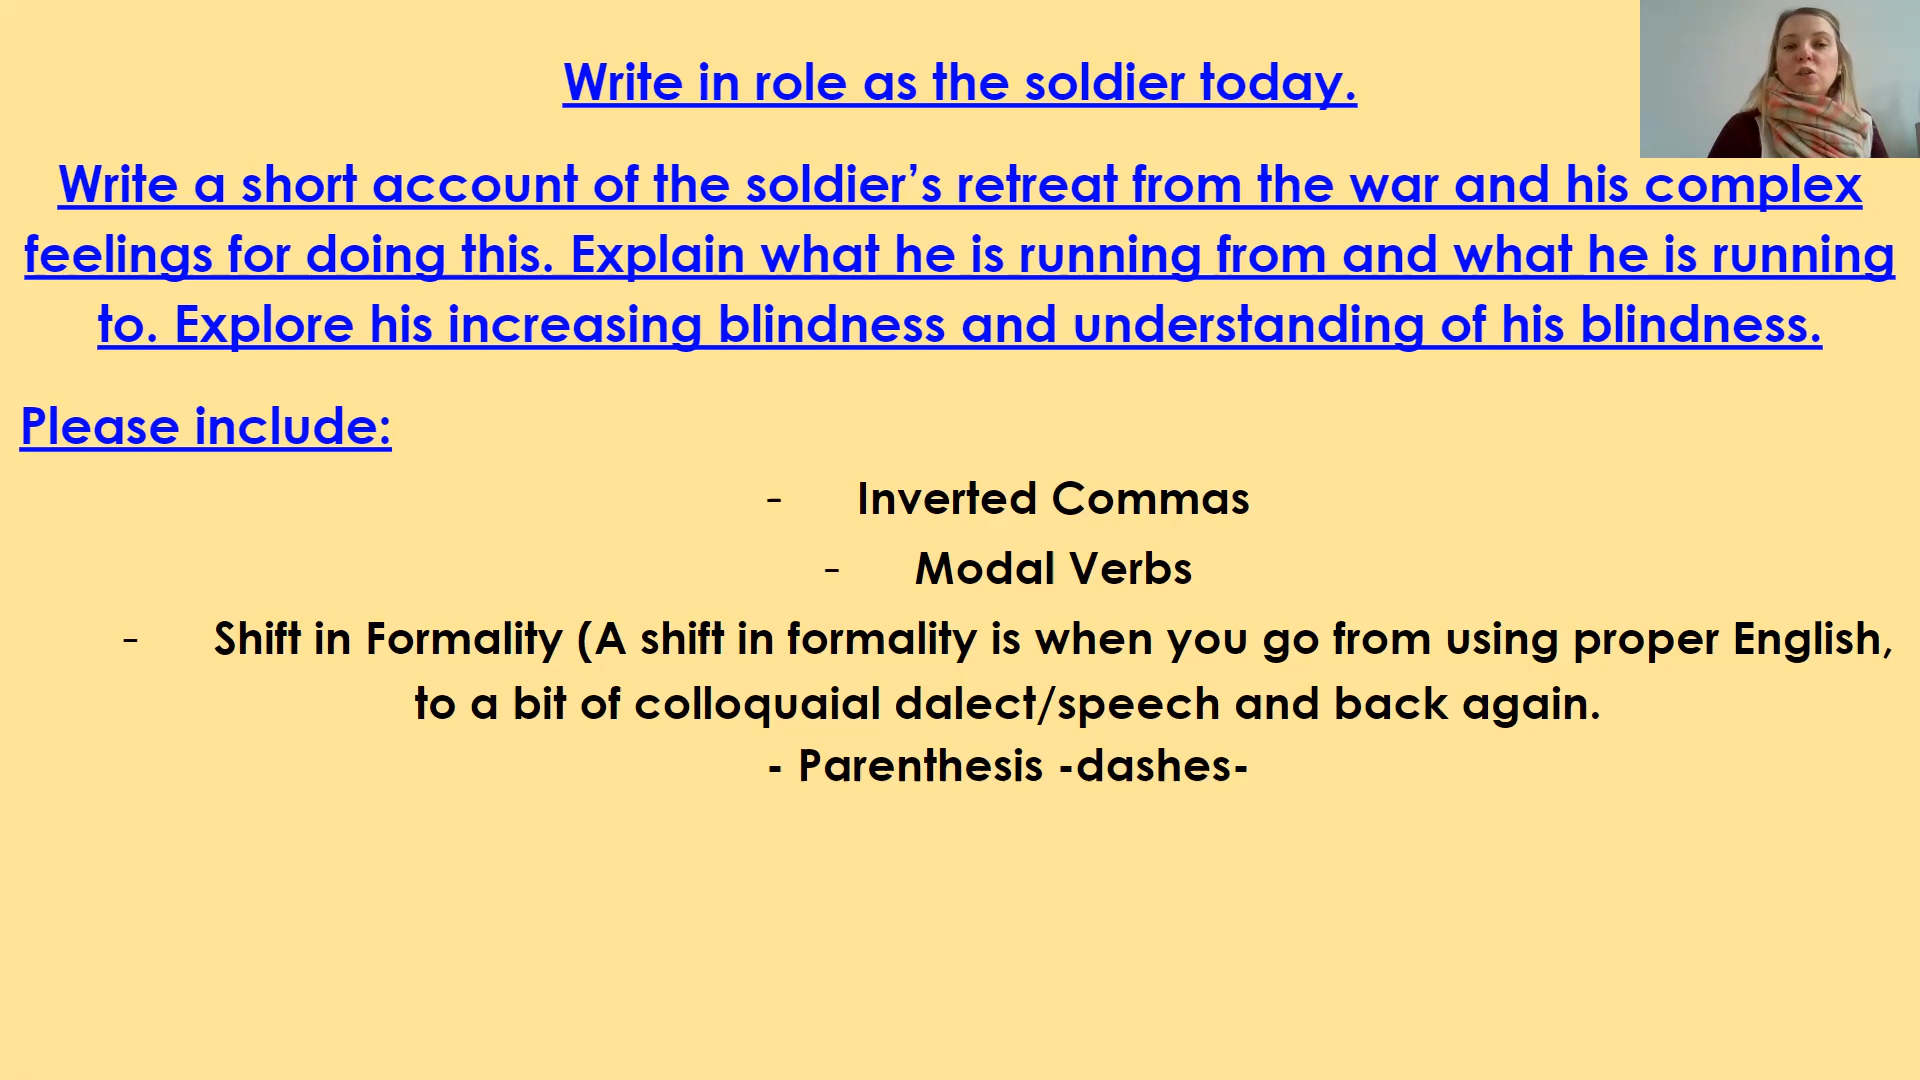 Write in role as the soldier today.
Write a short account of the soldier’s retreat from the war and his complex
feelings for doing this. Explain what he is running from and what he is running
to. Explore his increasing blindness and understanding of his blindness.
Please include:
- Inverted Commas
- Modal Verbs
- Shift in Formality (A shift in formality is when you go from using proper English,
to a bit of colloquaial dalect/speech and back again.
- Parenthesis -dashes-